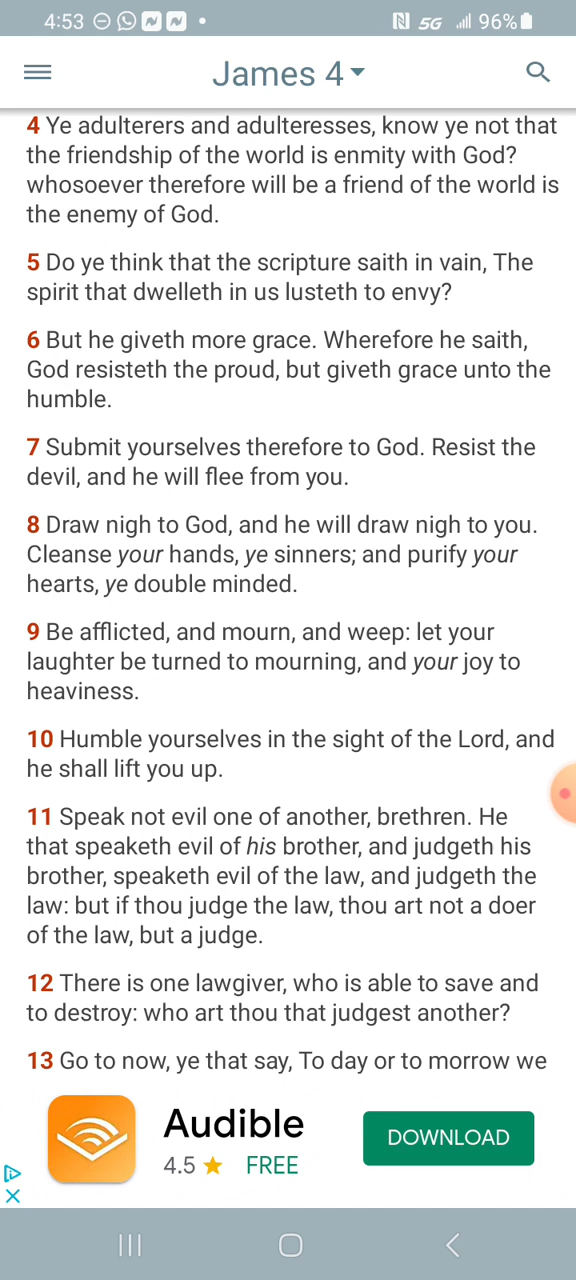 4:53
5G 96%
James 4
4 Ye adulterers and adulteresses, know ye not that
the friendship of the world is enmity with God?
whosoever therefore will be a friend of the world is
the enemy of God.
5 Do ye think that the scripture saith in vain, The
spirit that dwelleth in us lusteth to envy?
6 But he giveth more grace. Wherefore he saith,
God resisteth the proud, but giveth grace unto the
humble.
7 Submit yourselves therefore to God. Resist the
devil, and he will flee from you.
8 Draw nigh to God, and he will draw nigh to you.
Cleanse your hands, ye sinners; and purify your
hearts, ye double minded.
9 Be afflicted, and mourn, and weep: let your
laughter be turned to mourning, and your joy to
heaviness.
10 Humble yourselves in the sight of the Lord, and
he shall lift you up.
11 Speak not evil one of another, brethren. He
that speaketh evil of his brother, and judgeth his
brother, speaketh evil of the law, and judgeth the
law: but if thou judge the law, thou art not a doer
of the law, but a judge.
12 There is one lawgiver, who is able to save and
to destroy: who art thou that judgest another?
13 Go to now, ye that say, To day or to morrow we
Audible
4.5 ★ FREE
DOWNLOAD